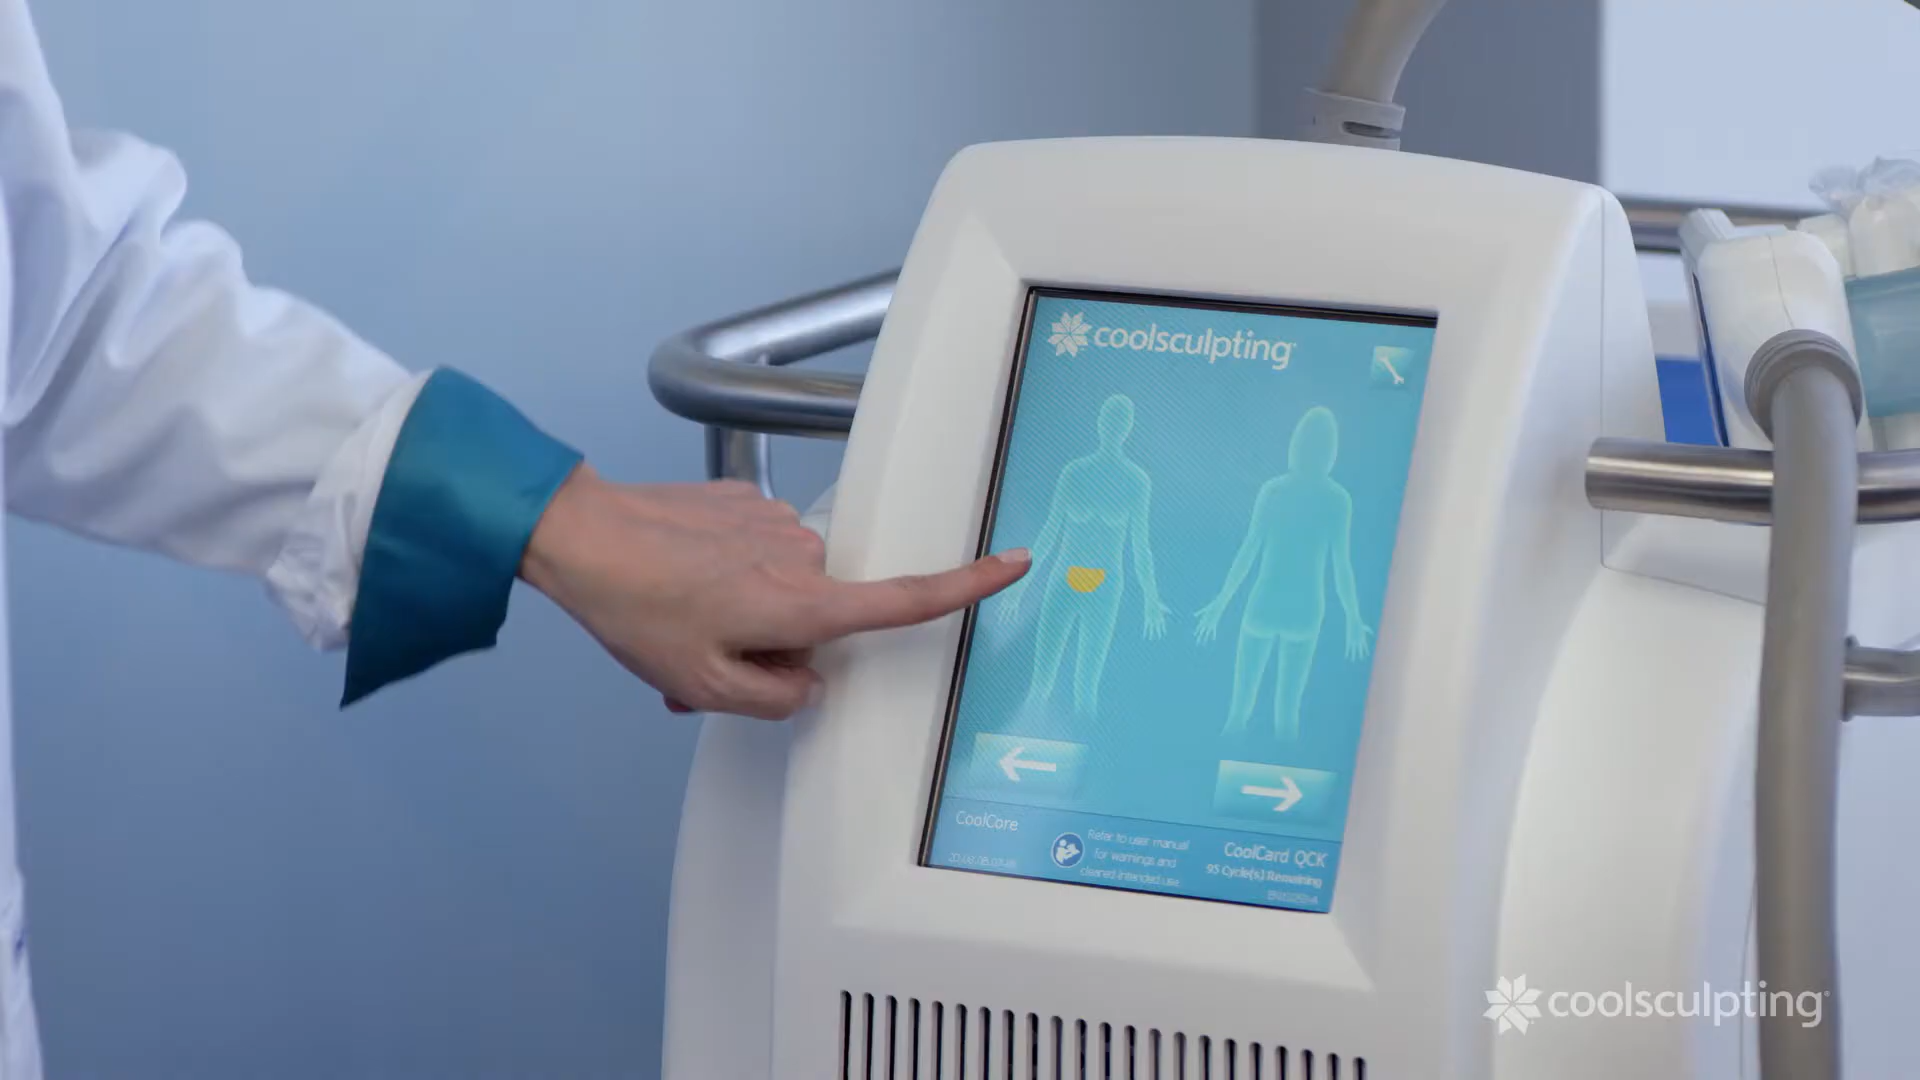 coolsculpting
CoolCore
Refer to user manual
for warnings and
cleared intended use.
CoolCard QCK
95 Cycle(s) Remaining
coolsculpting